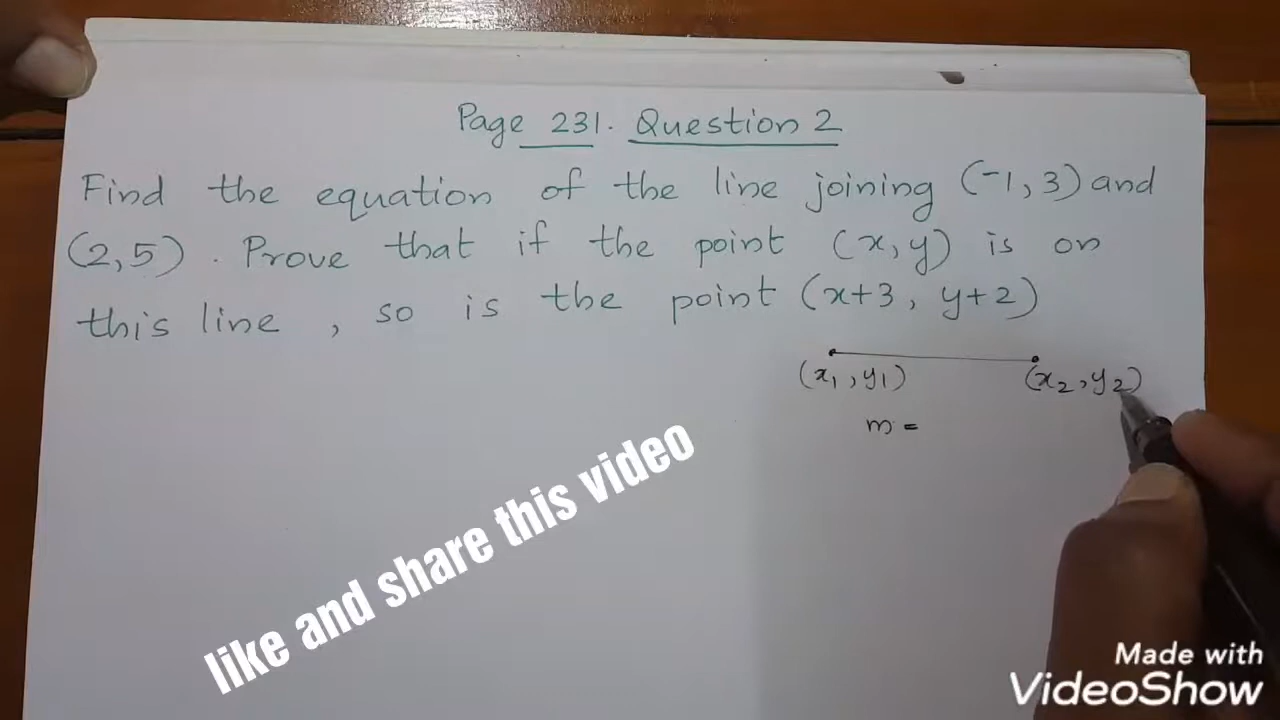 Page 231. Question 2
Find the equation of the line joining (-1, 3) and
(2,5). Prove that if the point (x, y) is on
this line, so is the point (x+3, y+2)
(x₁, y₁) (x₂, y₂)
m =
like and share this video
Made with
VideoShow